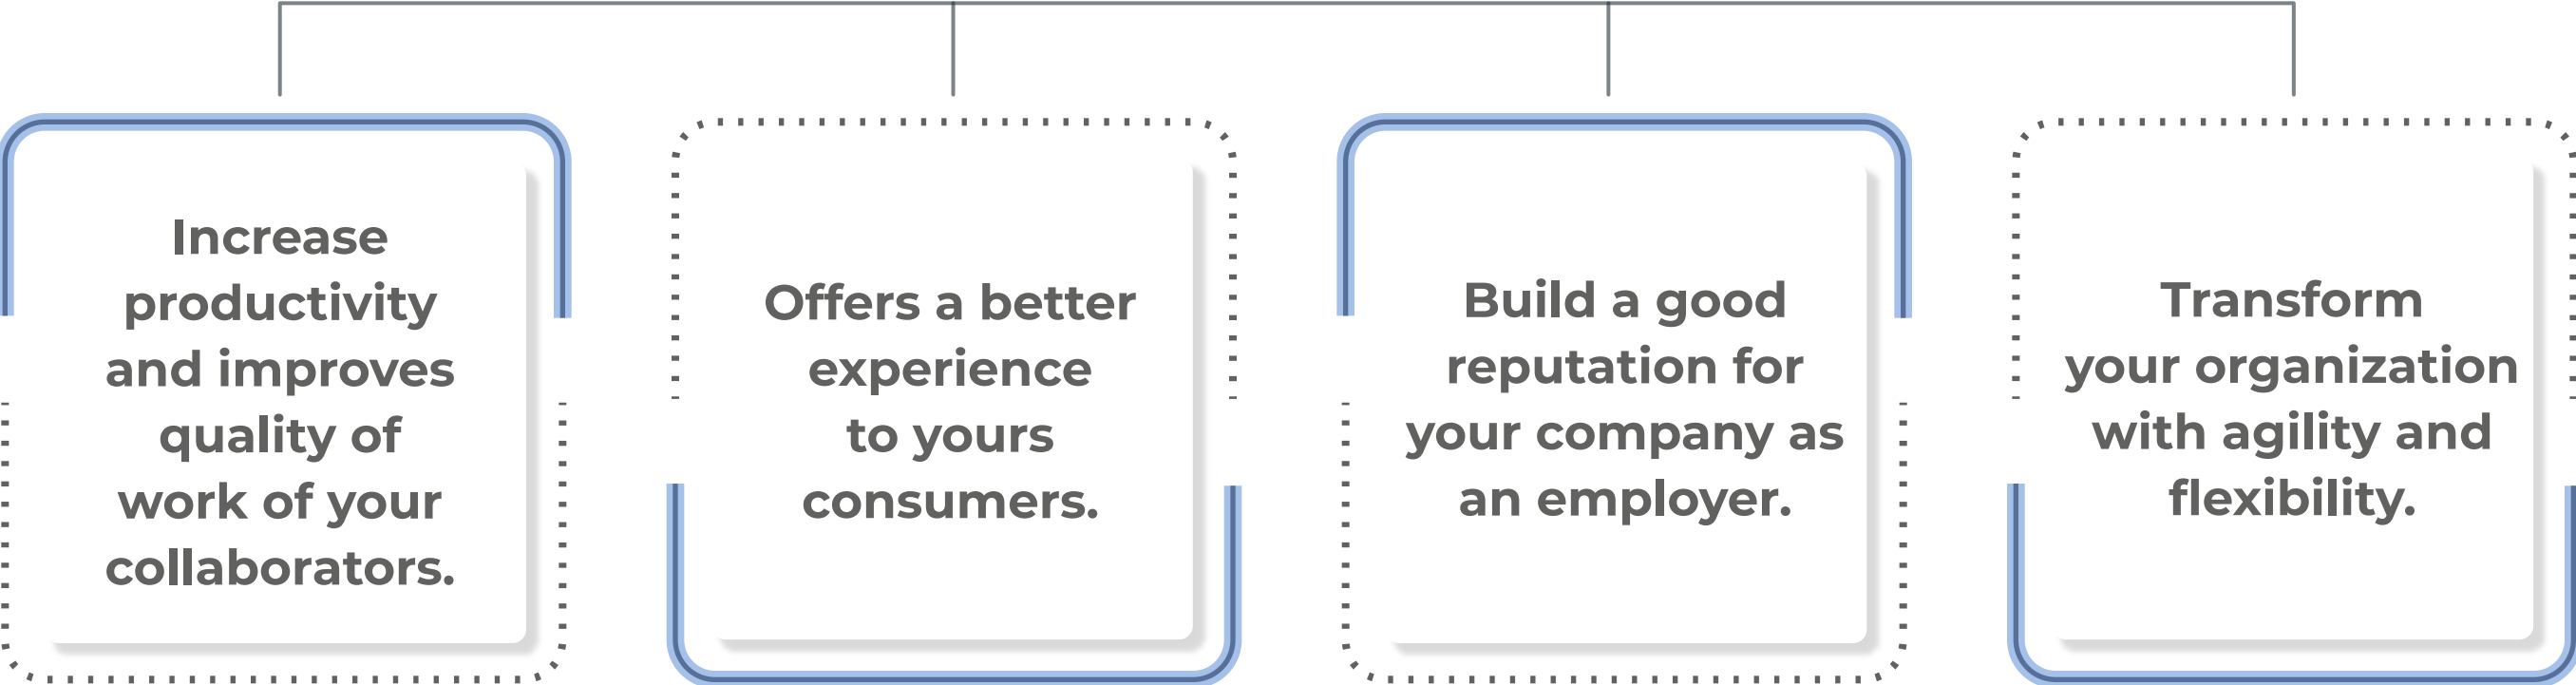 Increase
productivity
and improves
quality of
work of your
collaborators.
Offers a better
experience
to yours
consumers.
Build a good
reputation for
your company as
an employer.
Transform
your organization
with agility and
flexibility.